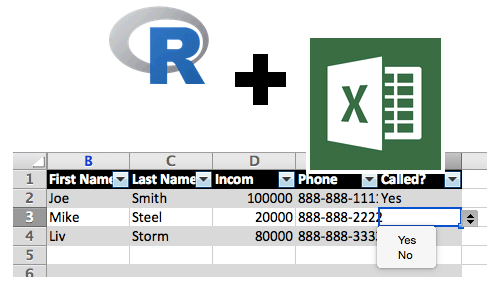 R
X
B C D
1 First Name Last Name Incom Phone Called?
2 Joe Smith 100000 888-888-1111 Yes
3 Mike Steel 20000 888-888-2222
4 Liv Storm 80000 888-888-333
Yes
5 No
6